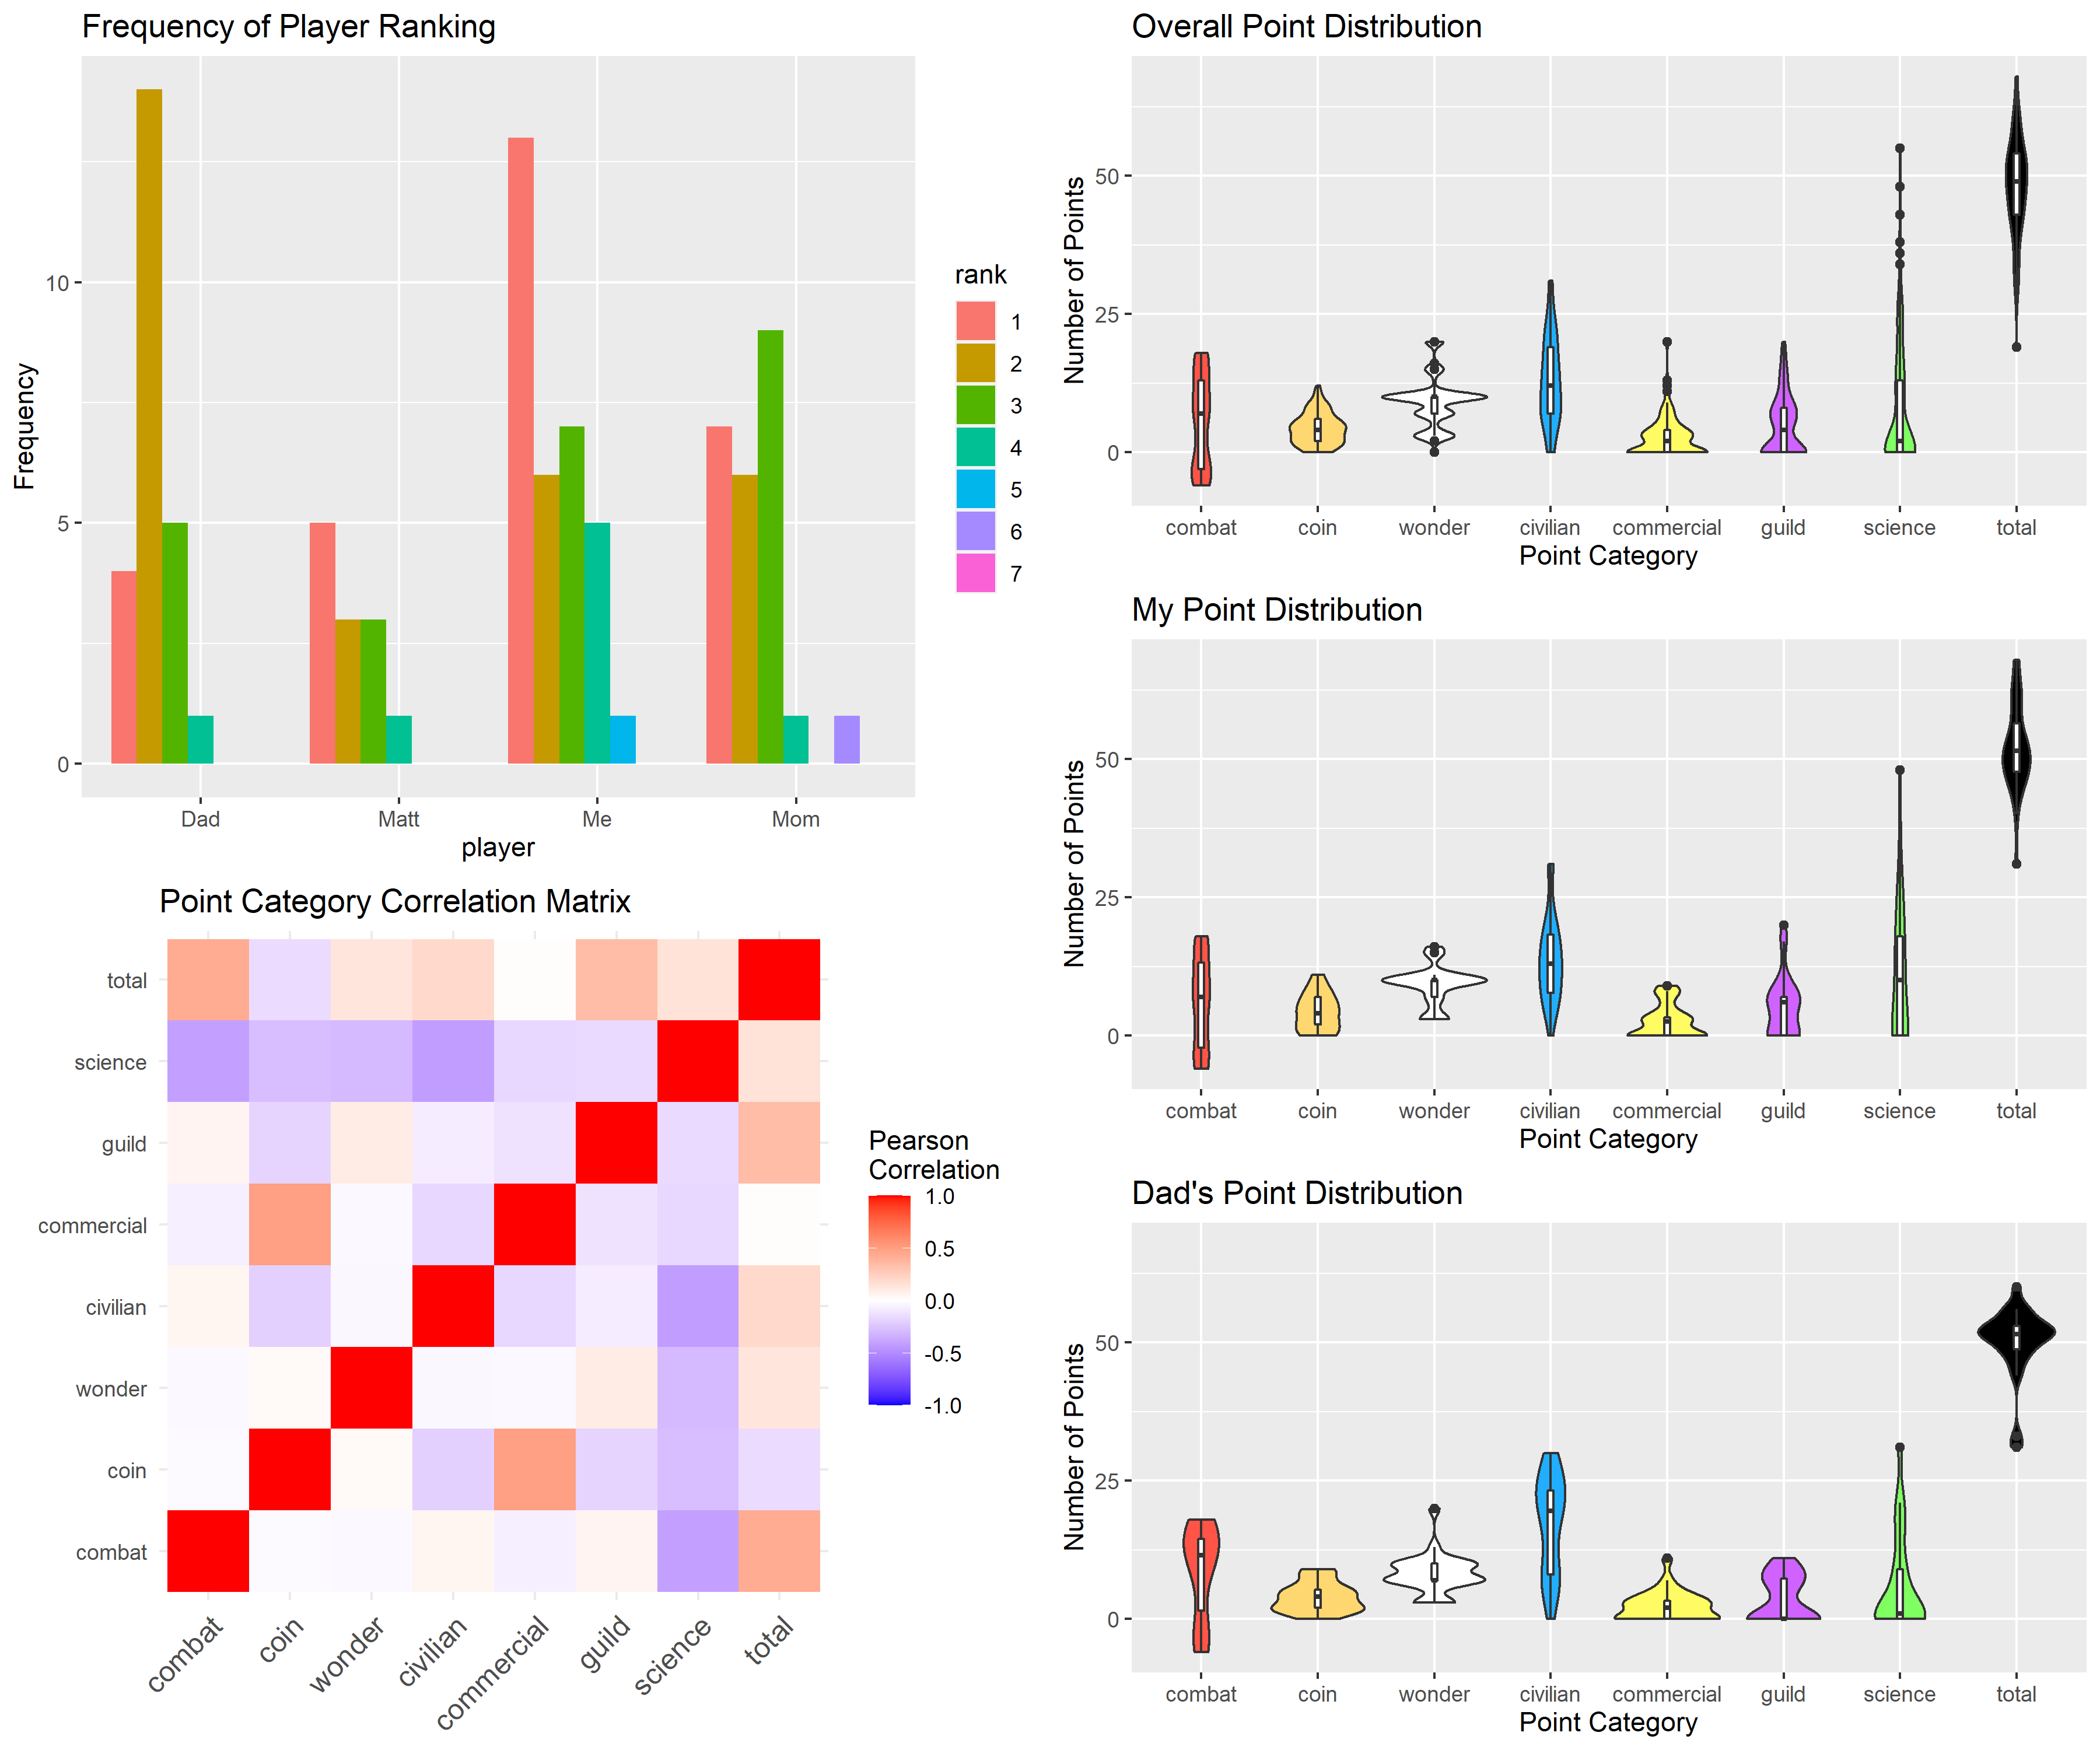 Frequency of Player Ranking
Frequency
10
5
0
Dad Matt Me Mom
player
rank
1
2
3
4
5
6
7
Point Category Correlation Matrix
total
science
guild
commercial
civilian
wonder
coin
combat
combat coin wonder civilian commercial guild science total
Pearson
Correlation
1.0
0.5
0.0
-0.5
-1.0
Overall Point Distribution
Number of Points
50
25
0
combat coin wonder civilian commercial guild science total
Point Category
My Point Distribution
Number of Points
50
25
0
combat coin wonder civilian commercial guild science total
Point Category
Dad's Point Distribution
Number of Points
50
25
0
combat coin wonder civilian commercial guild science total
Point Category